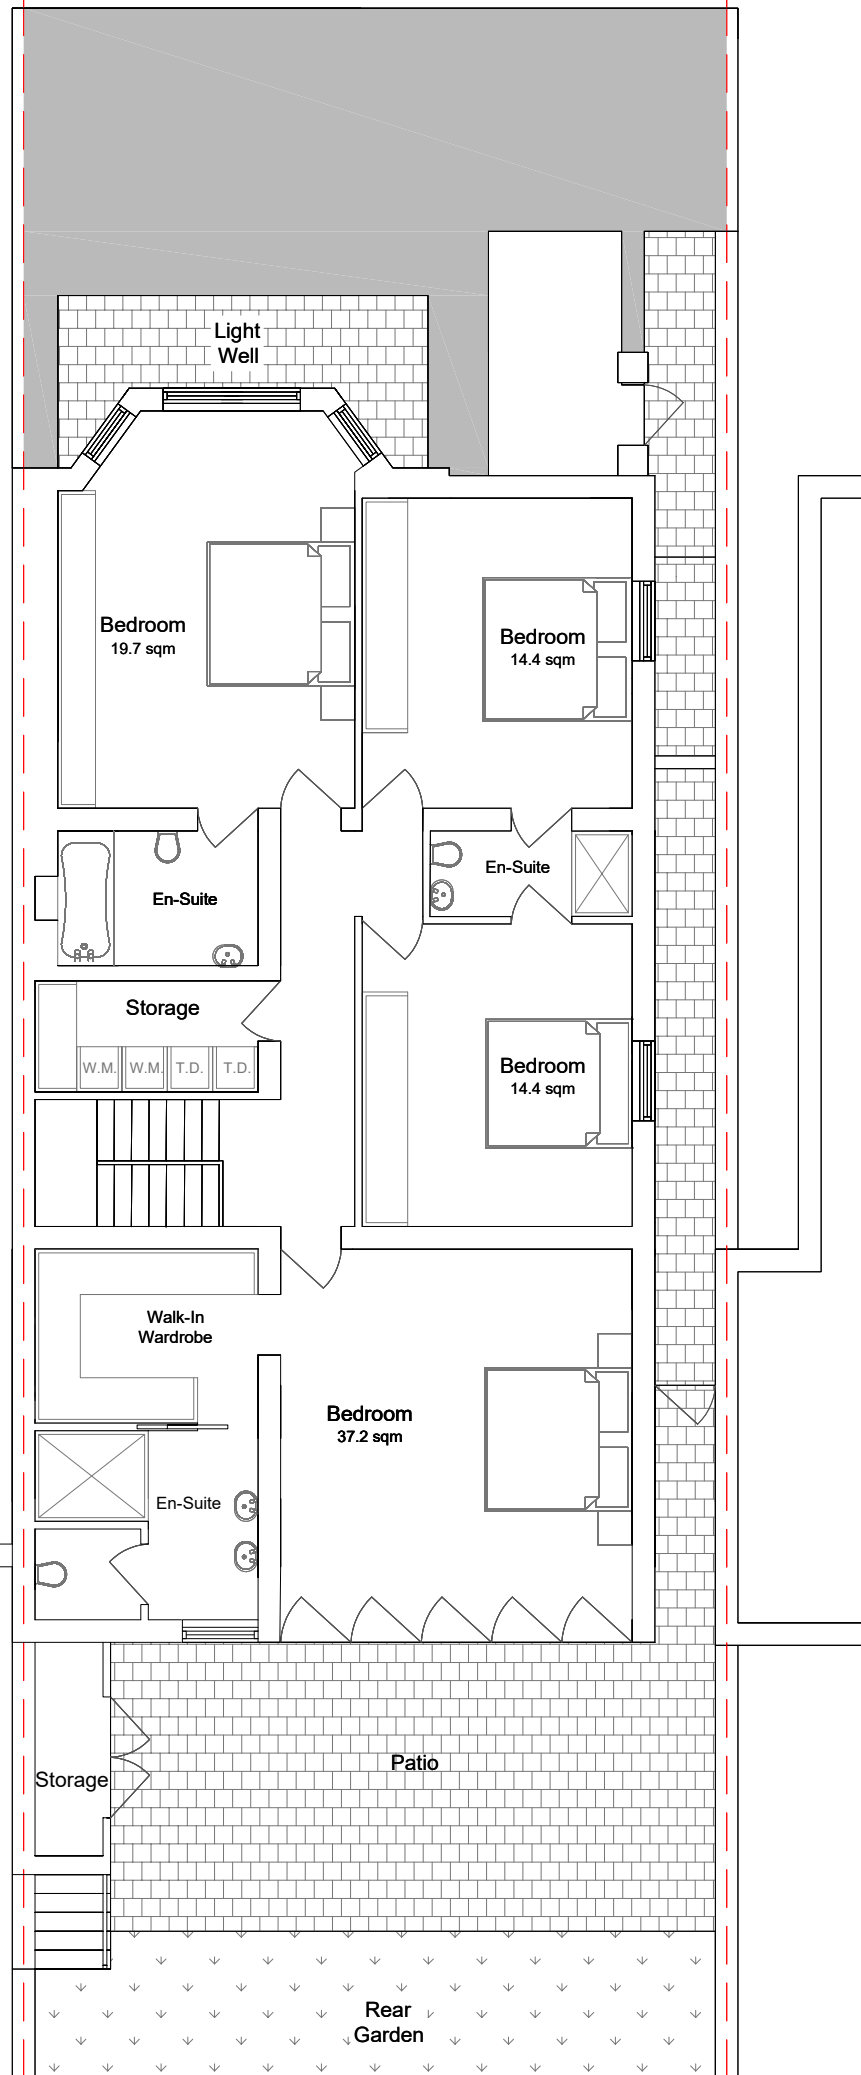 Light
Well
Bedroom
19.7 sqm
Bedroom
14.4 sqm
En-Suite
En-Suite
Storage
W.M.
W.M.
T.D.
T.D.
Bedroom
14.4 sqm
Walk-In
Wardrobe
Bedroom
37.2 sqm
En-Suite
Patio
Storage
Rear
Garden